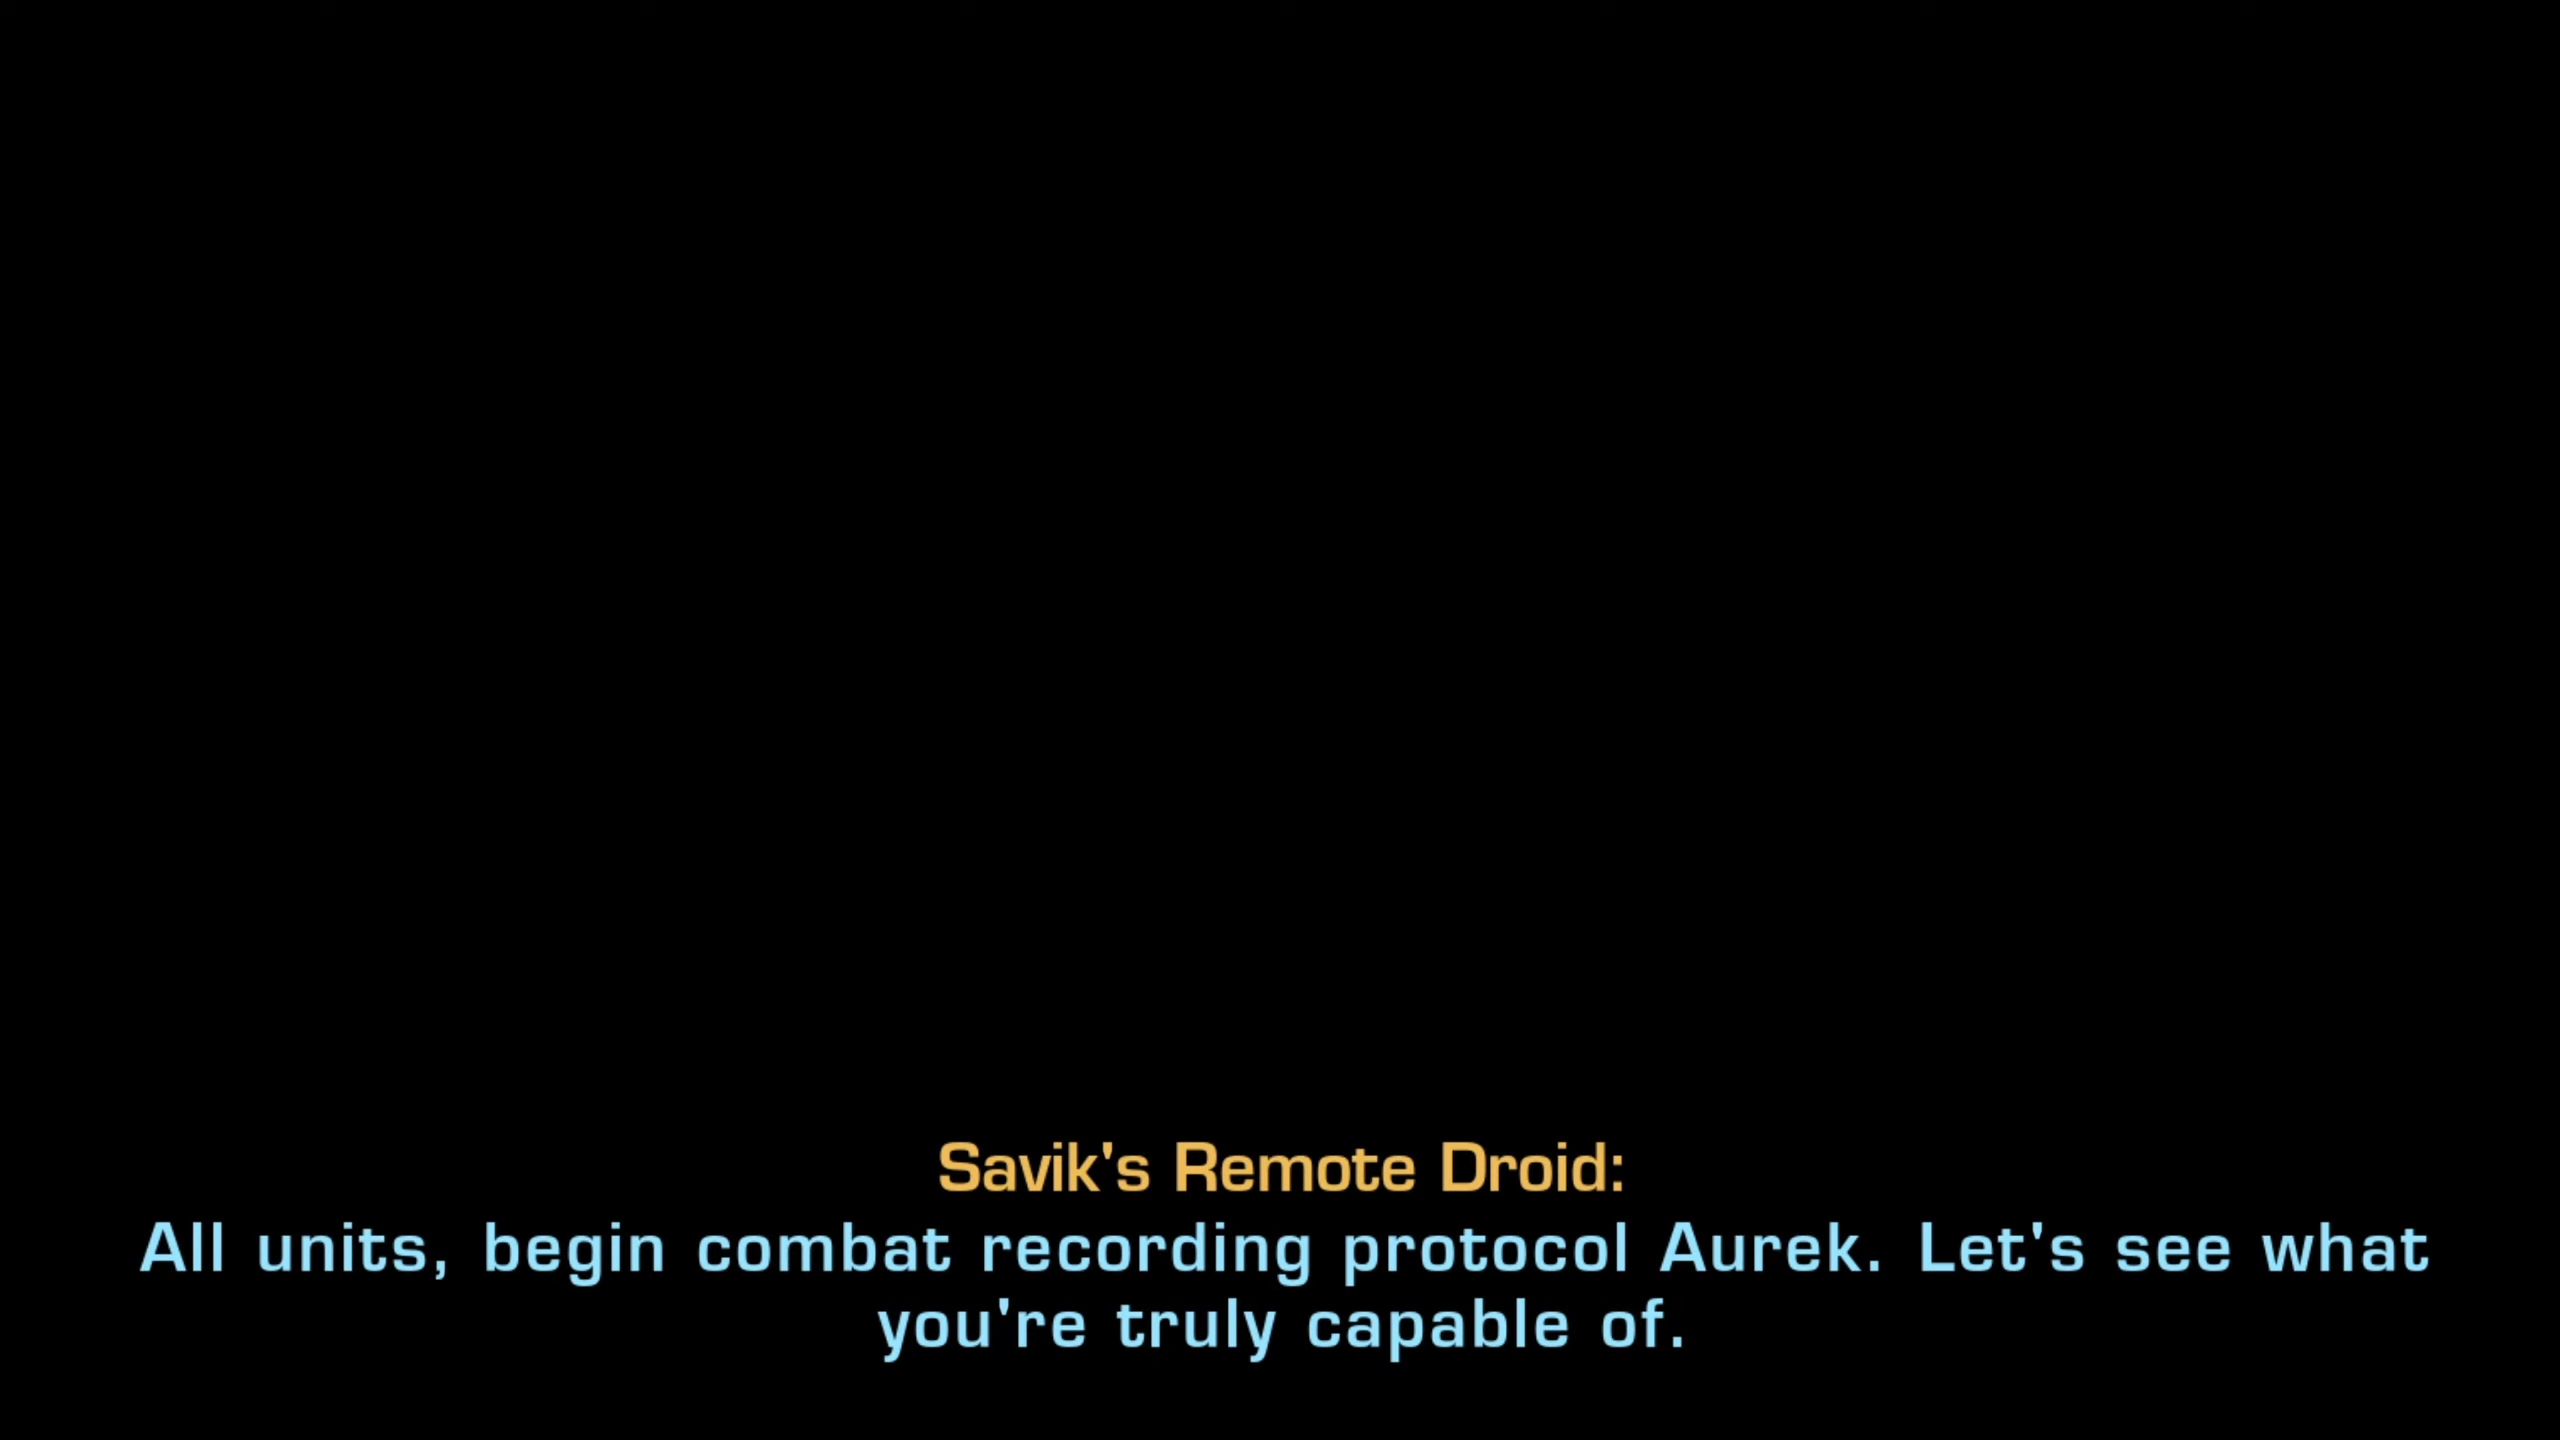 Savik's Remote Droid:
All units, begin combat recording protocol Aurek. Let's see what
you're truly capable of.